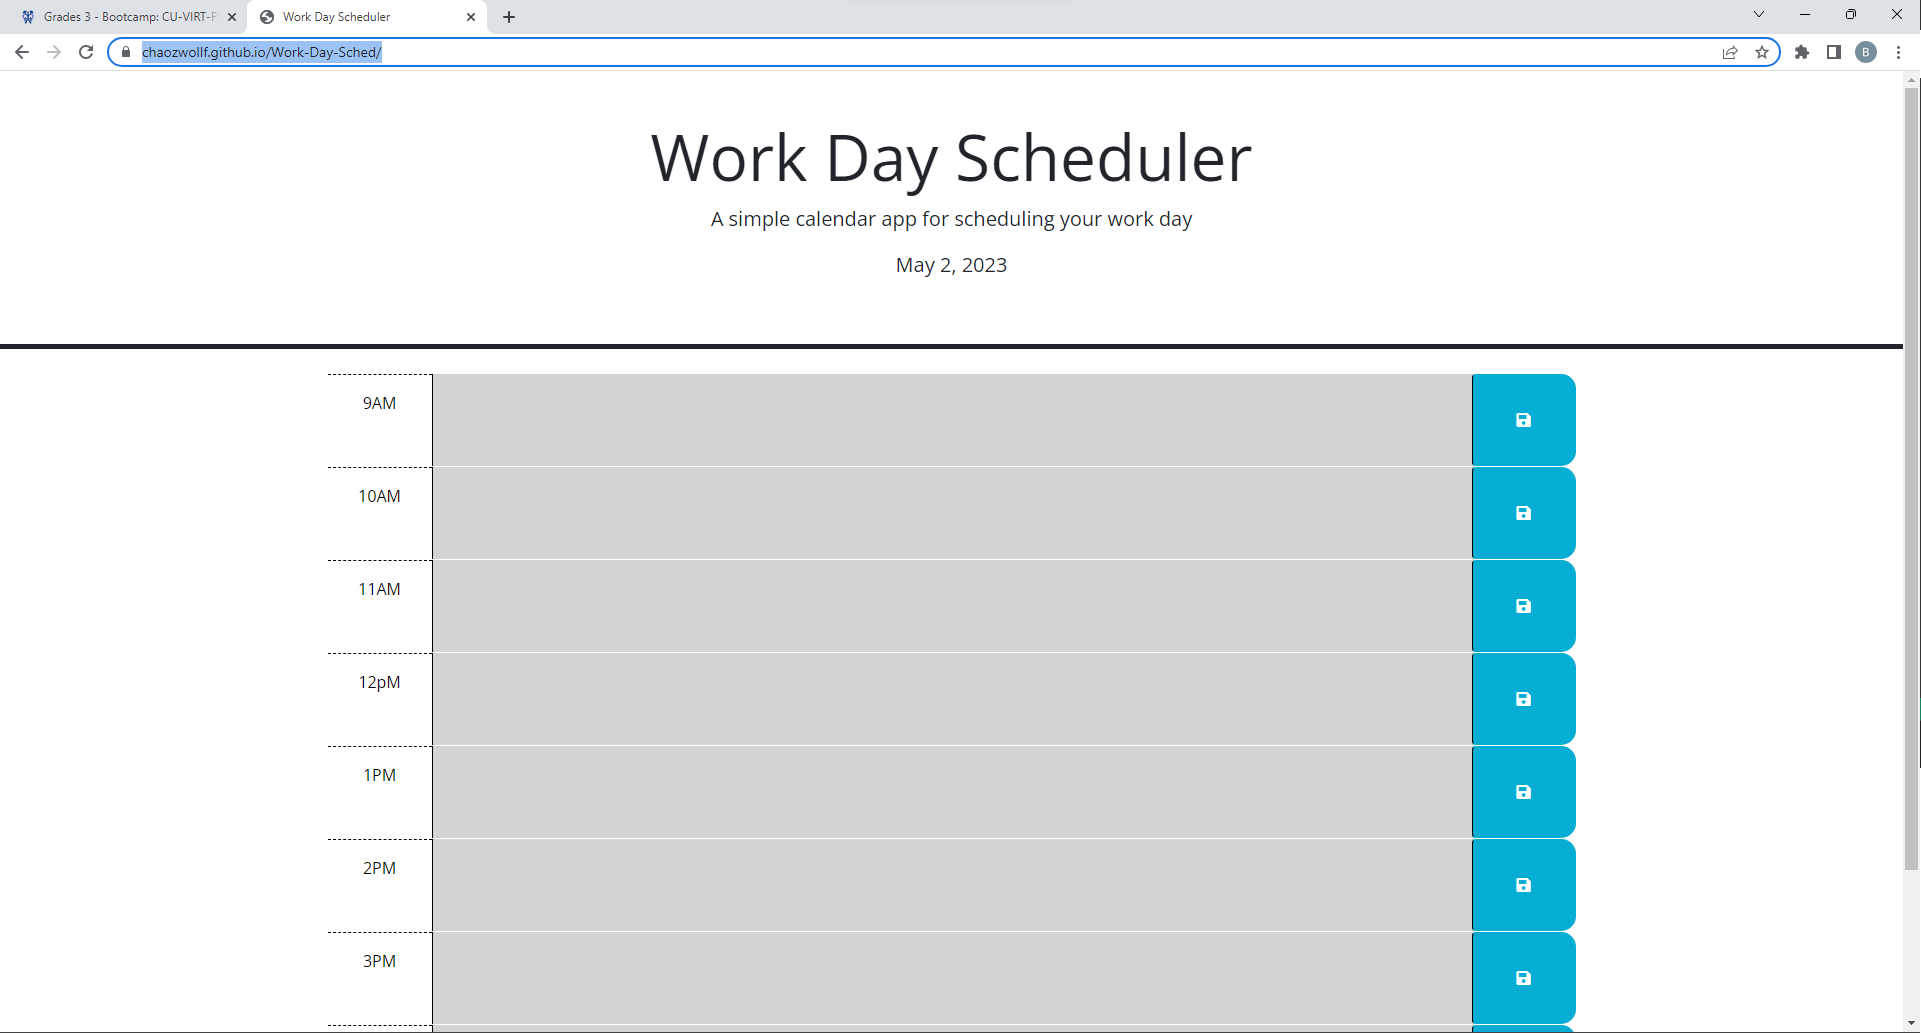 Grades 3 - Bootcamp: CU-VIRT-F
Work Day Scheduler
chaozwollf.github.io/Work-Day-Sched/
B
Work Day Scheduler
A simple calendar app for scheduling your work day
May 2, 2023
9AM
10AM
11AM
12pM
1PM
2PM
3PM